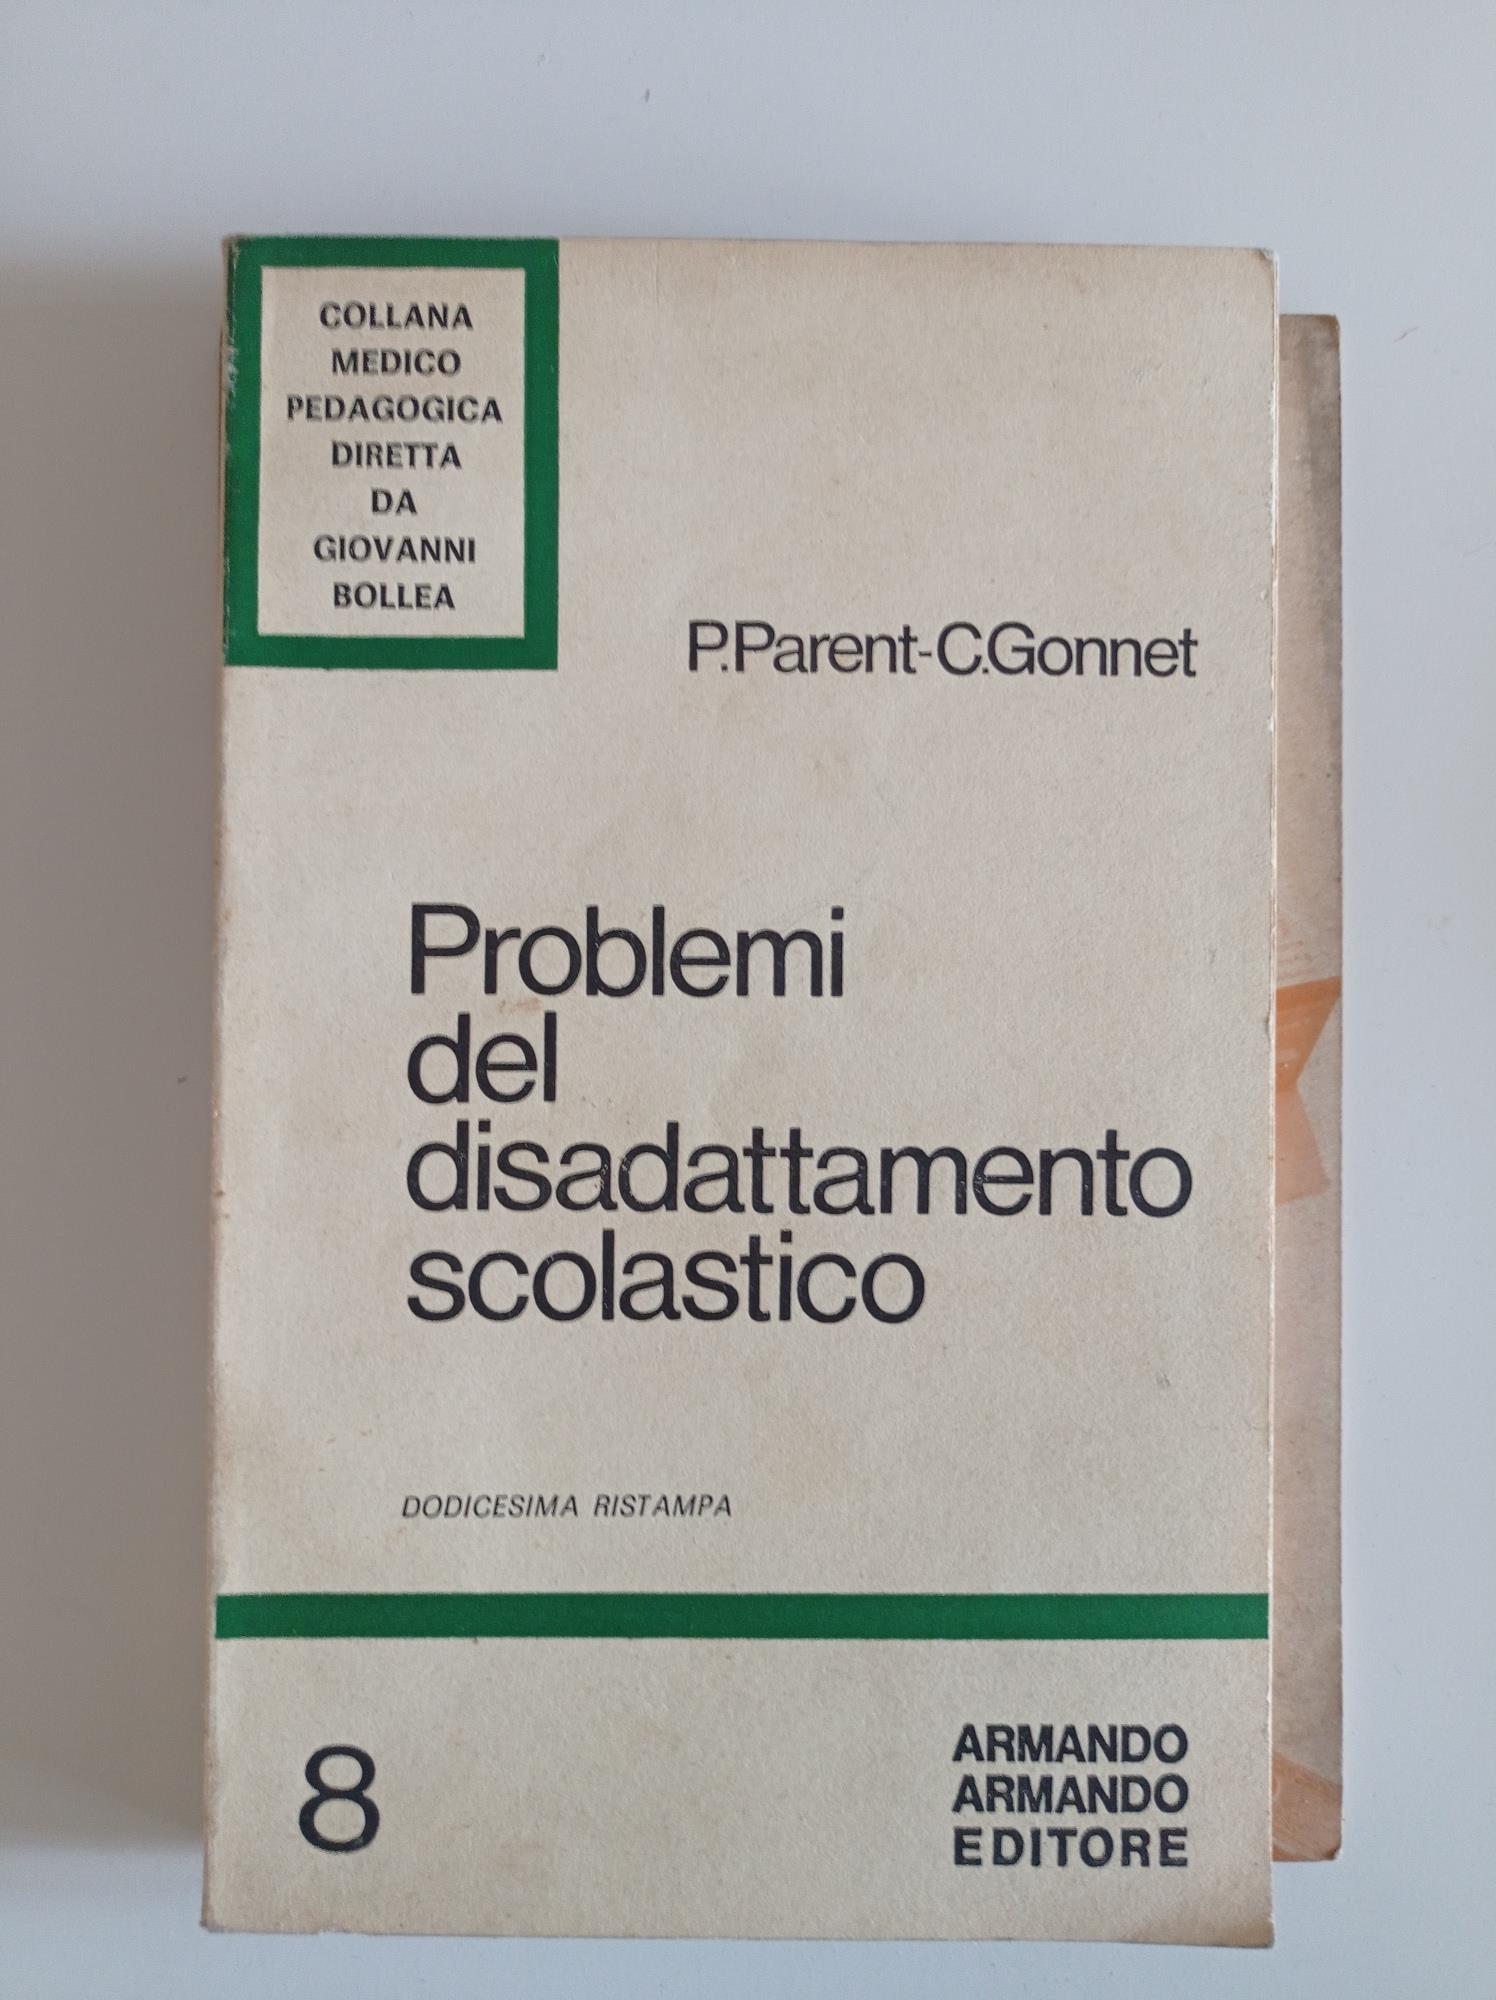 COLLANA
MEDICO
PEDAGOGICA
DIRETTA
DA
GIOVANNI
BOLLEA
P.Parent-C.Gonnet
Problemi
del
disadattamento
scolastico
DODICESIMA RISTAMPA
8
ARMANDO
ARMANDO
EDITORE